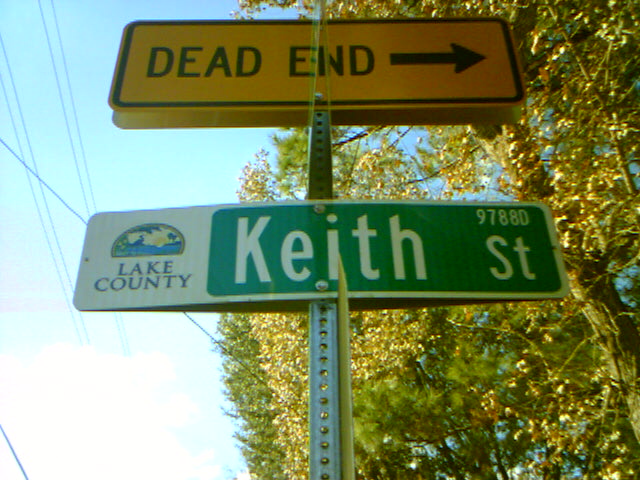 DEAD END
LAKE
COUNTY
Keith St
9788D